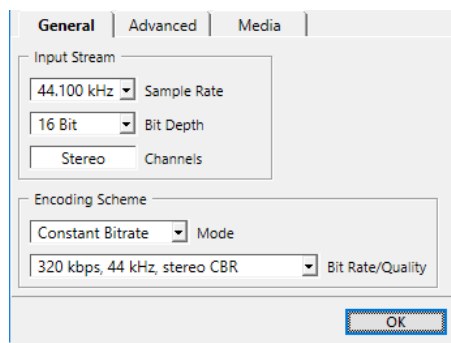 General Advanced Media
Input Stream
44.100 kHz Sample Rate
16 Bit Bit Depth
Stereo Channels
Encoding Scheme
Constant Bitrate Mode
320 kbps, 44 kHz, stereo CBR Bit Rate/Quality
OK